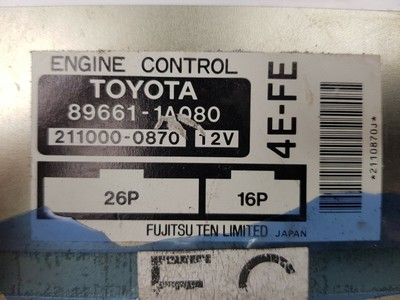 ENGINE CONTROL
TOYOTA
89661-1A080
211000-0870 12V
4E-FE
26P
16P
FUJITSU TEN LIMITED JAPAN
*2110870J*